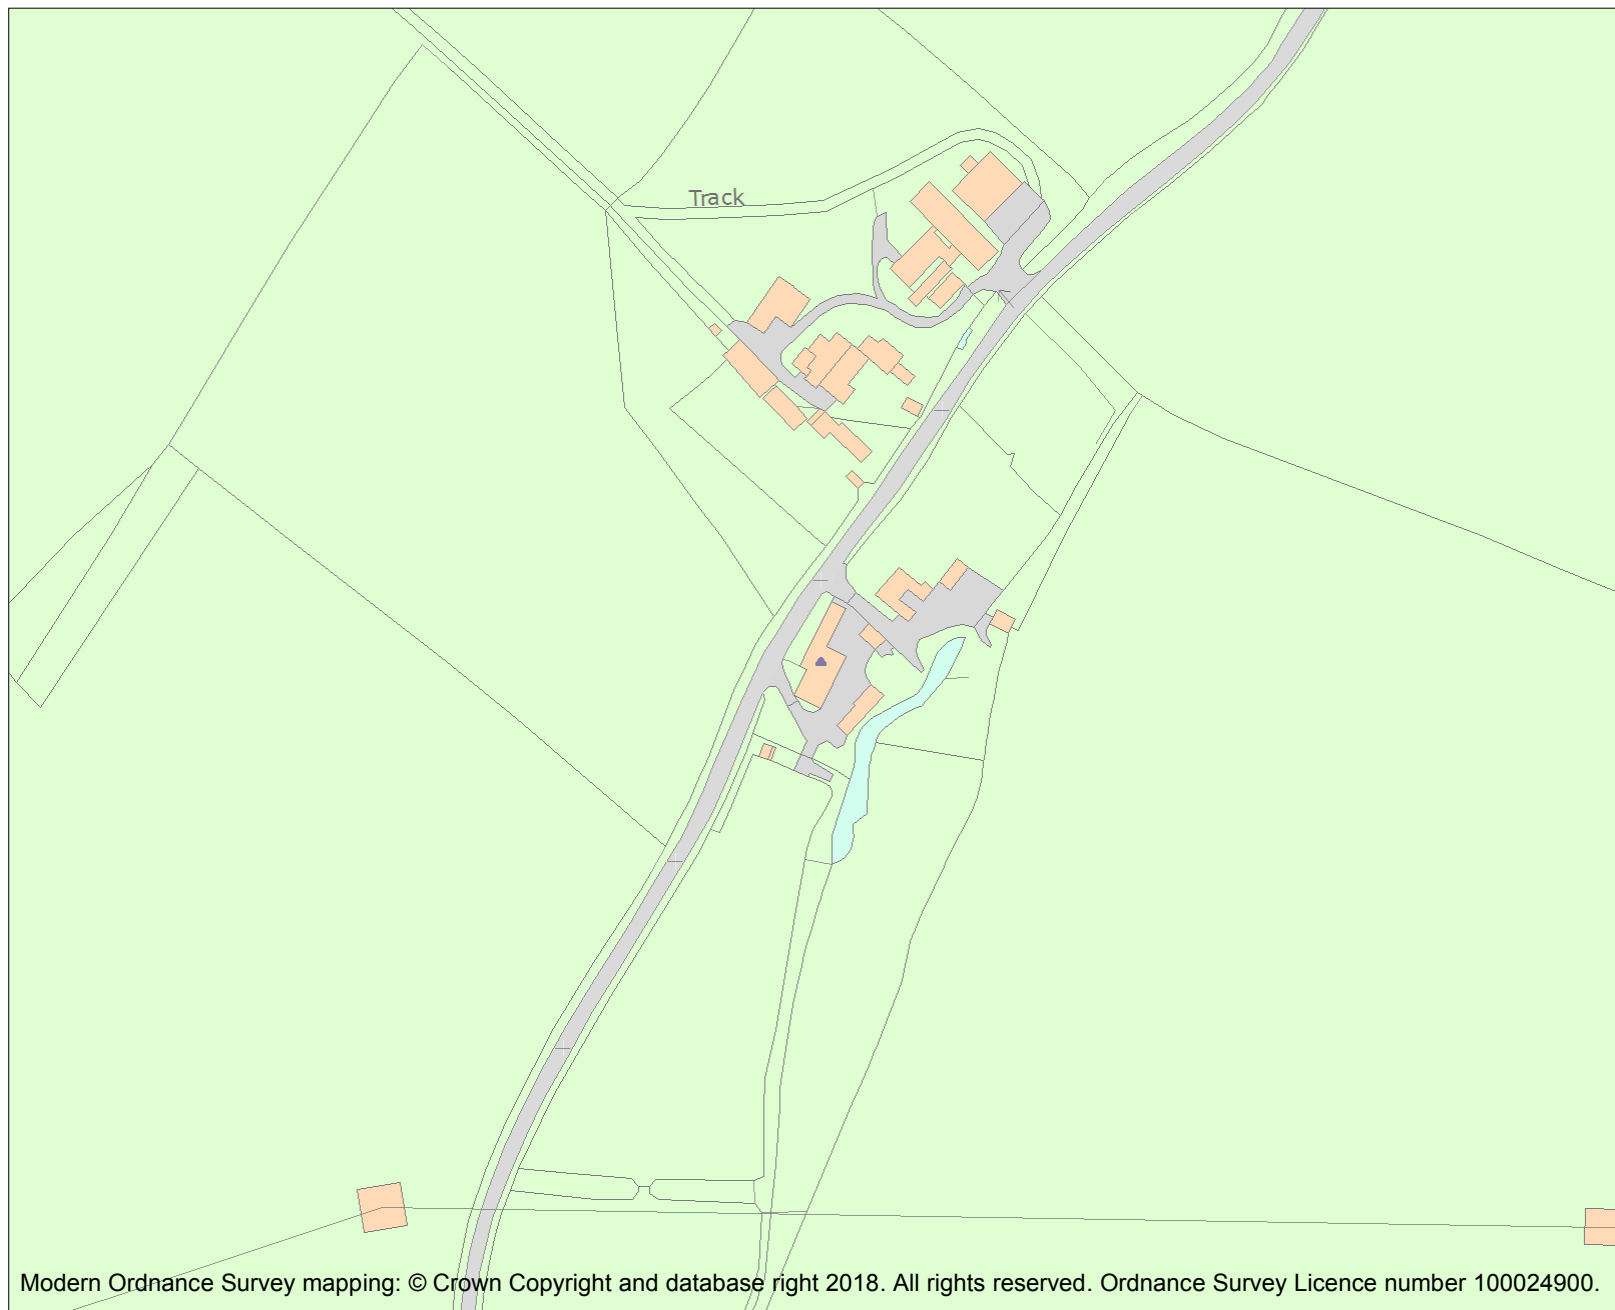 Track
Modern Ordnance Survey mapping: © Crown Copyright and database right 2018. All rights reserved. Ordnance Survey Licence number 100024900.